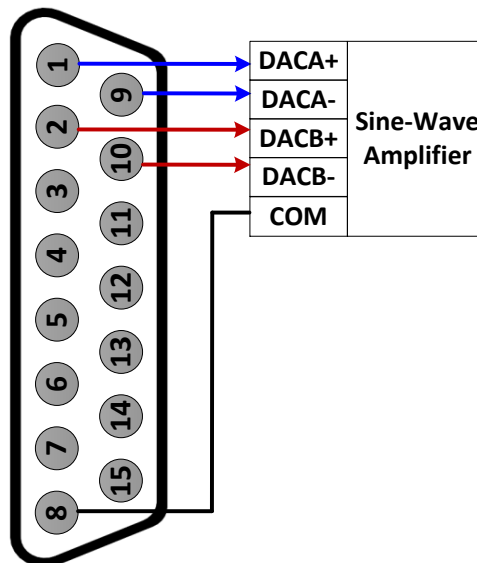 1
9
2
10
3
11
4
12
5
13
6
14
7
15
8
DACA+
DACA-
DACB+
DACB-
COM
Sine-Wave
Amplifier